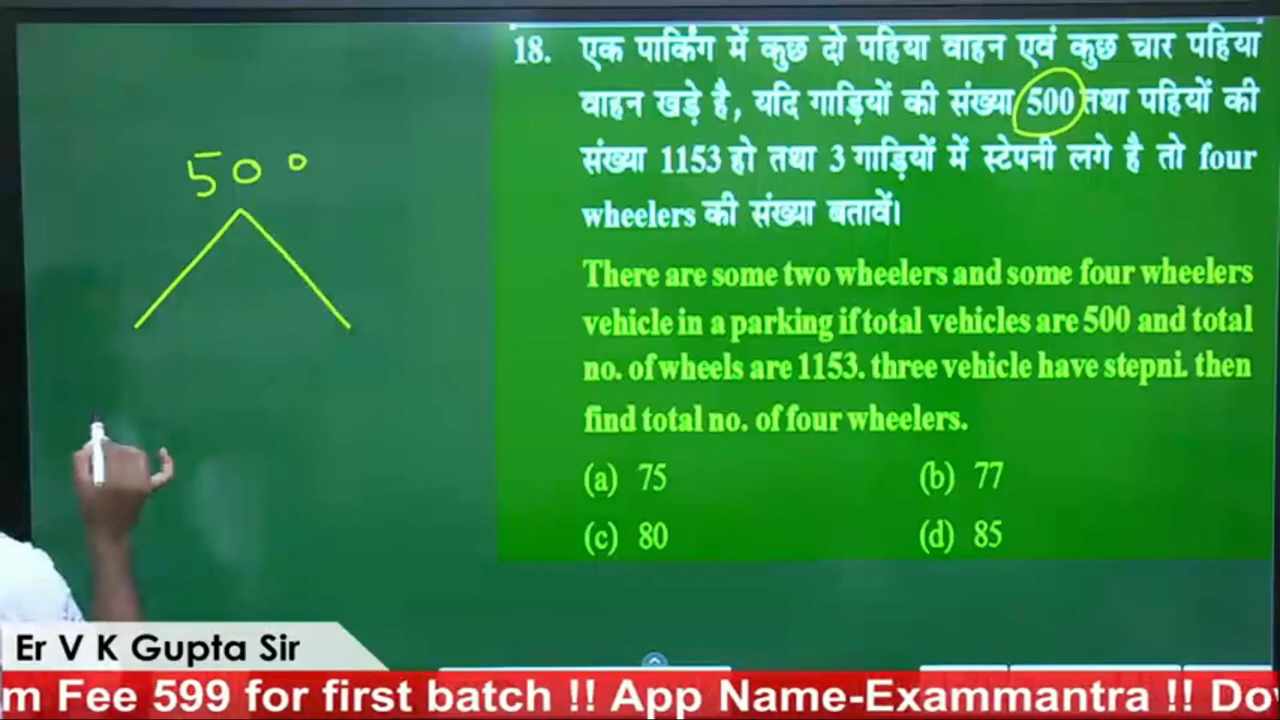 18. एक पार्किंग में कुछ दो पहिया वाहन एवं कुछ चार पहिया
वाहन खड़े है, यदि गाड़ियों की संख्या 500 तथा पहियों की
संख्या 1153 हो तथा 3 गाड़ियों में स्टेपनी लगे है तो four
wheelers की संख्या बतावें।
500
There are some two wheelers and some four wheelers
vehicle in a parking if total vehicles are 500 and total
no. of wheels are 1153. three vehicle have stepni. then
find total no. of four wheelers.
(a) 75 (b) 77
(c) 80 (d) 85
Er V K Gupta Sir
m Fee 599 for first batch !! App Name-Exammantra !! Do